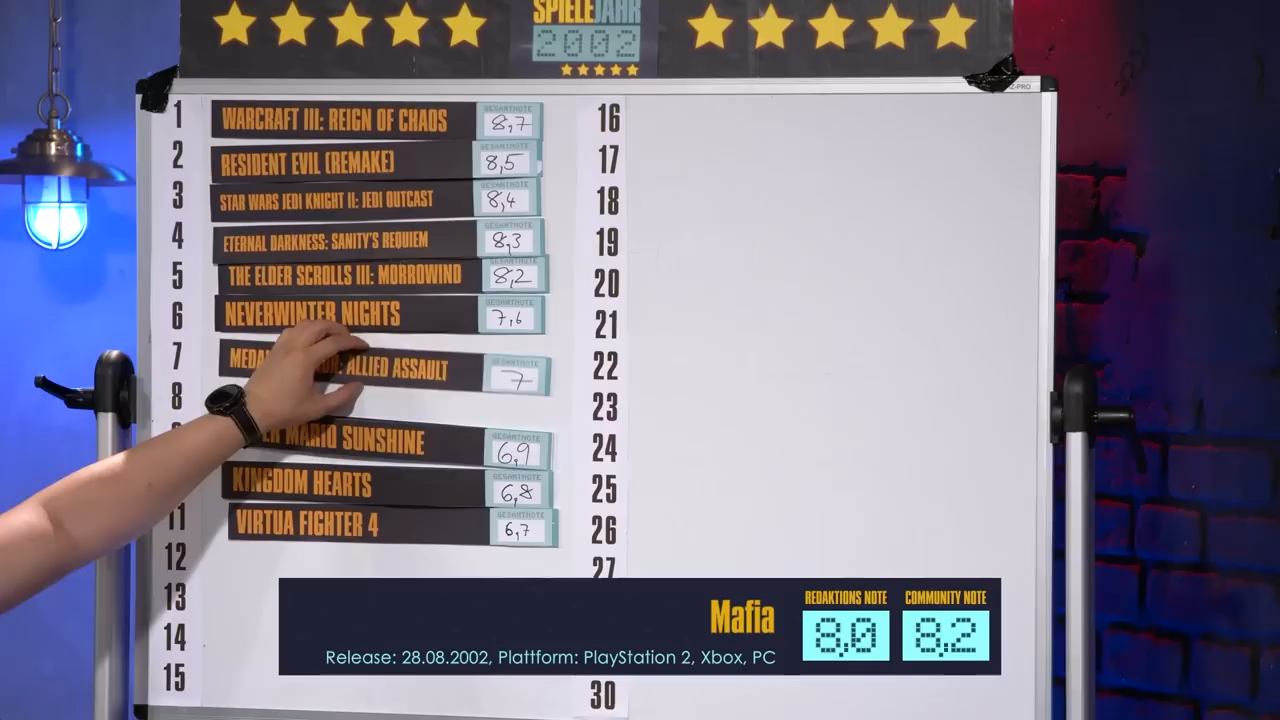 SPIELEJAHR
2002
Z-PRO
1 WARCRAFT III: REIGN OF CHAOS GESAMTNOTE 8,7
2 RESIDENT EVIL (REMAKE) GESAMTNOTE 8,5
3 STAR WARS JEDI KNIGHT II: JEDI OUTCAST GESAMTNOTE 8,4
4 ETERNAL DARKNESS: SANITY'S REQUIEM GESAMTNOTE 8,3
5 THE ELDER SCROLLS III: MORROWIND GESAMTNOTE 8,2
6 NEVERWINTER NIGHTS GESAMTNOTE 7,6
7 ALLIED ASSAULT GESAMTNOTE 7
8
MARIO SUNSHINE GESAMTNOTE 6,9
KINGDOM HEARTS GESAMTNOTE 6,8
11 VIRTUA FIGHTER 4 GESAMTNOTE 6,7
12
13
14
15
16
17
18
19
20
21
22
23
24
25
26
27
30
Mafia
Release: 28.08.2002, Plattform: PlayStation 2, Xbox, PC
REDAKTIONS NOTE
8,0
COMMUNITY NOTE
8,2